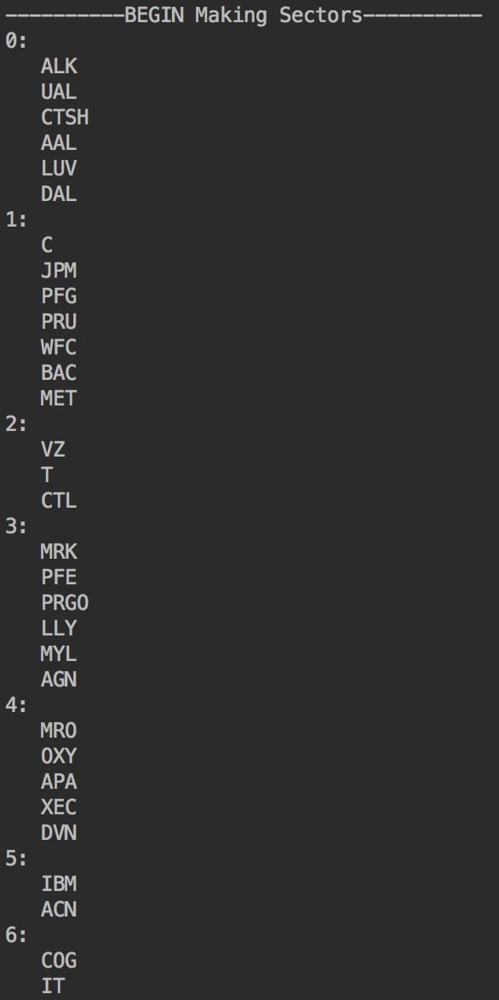 ----------BEGIN Making Sectors----------
0:
ALK
UAL
CTSH
AAL
LUV
DAL
1:
C
JPM
PFG
PRU
WFC
BAC
MET
2:
VZ
T
CTL
3:
MRK
PFE
PRGO
LLY
MYL
AGN
4:
MRO
OXY
APA
XEC
DVN
5:
IBM
ACN
6:
COG
IT